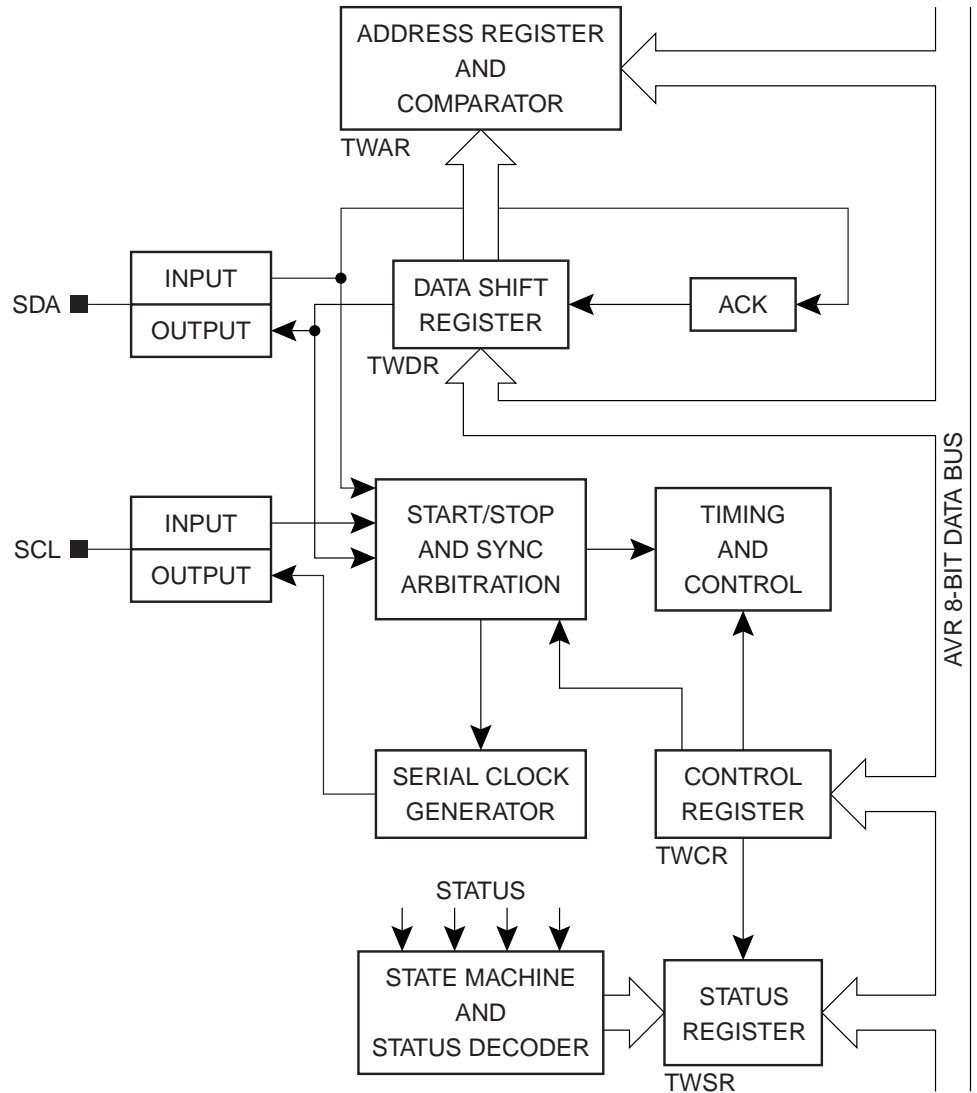 ADDRESS REGISTER
AND
COMPARATOR
TWAR
SDA
INPUT
OUTPUT
DATA SHIFT
REGISTER
TWDR
ACK
SCL
INPUT
OUTPUT
START/STOP
AND SYNC
ARBITRATION
TIMING
AND
CONTROL
AVR 8-BIT DATA BUS
SERIAL CLOCK
GENERATOR
CONTROL
REGISTER
TWCR
STATUS
STATE MACHINE
AND
STATUS DECODER
STATUS
REGISTER
TWSR